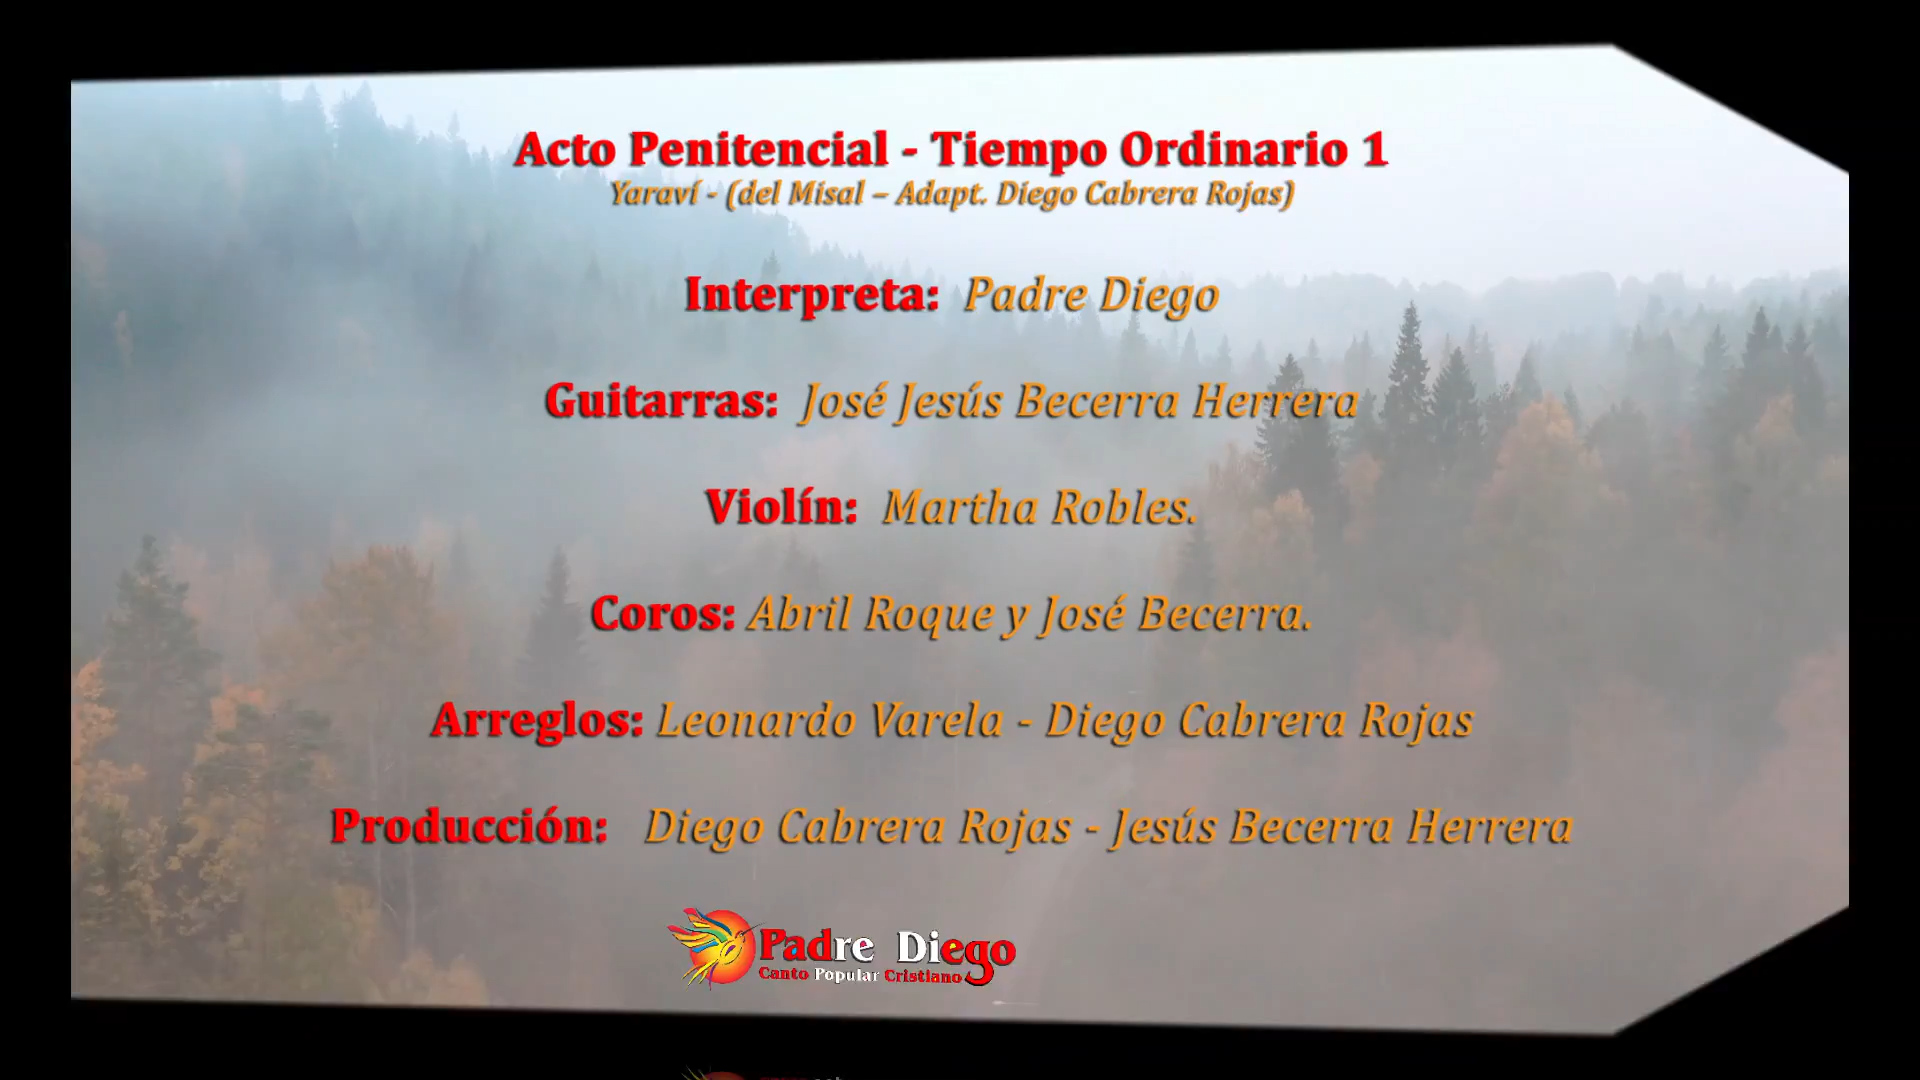 Acto Penitencial - Tiempo Ordinario 1
Yaraví - (del Misal – Adapt. Diego Cabrera Rojas)
Interpreta: Padre Diego
Guitarras: José Jesús Becerra Herrera
Violín: Martha Robles.
Coros: Abril Roque y José Becerra.
Arreglos: Leonardo Varela - Diego Cabrera Rojas
Producción: Diego Cabrera Rojas - Jesús Becerra Herrera
Padre Diego
Canto Popular Cristiano